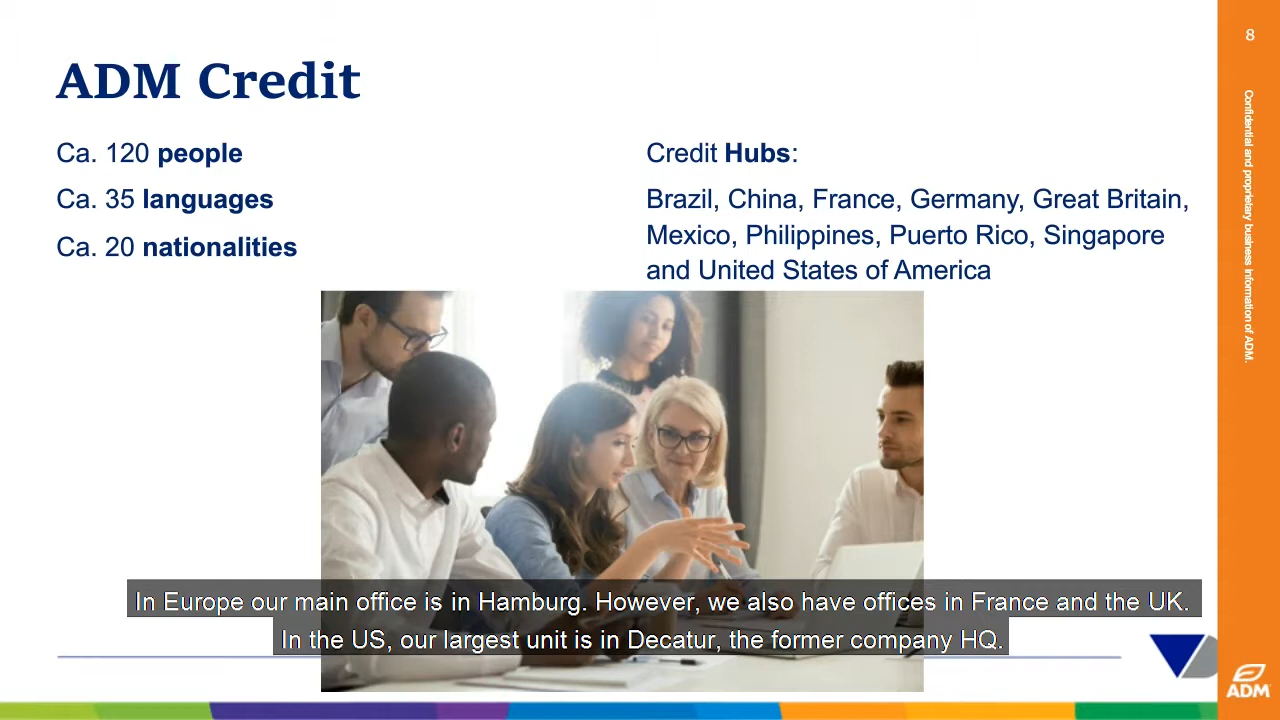 8
ADM Credit
Ca. 120 people
Ca. 35 languages
Ca. 20 nationalities
Credit Hubs:
Brazil, China, France, Germany, Great Britain,
Mexico, Philippines, Puerto Rico, Singapore
and United States of America
Confidential and proprietary business information of ADM.
In Europe our main office is in Hamburg. However, we also have offices in France and the UK.
In the US, our largest unit is in Decatur, the former company HQ.
ADM